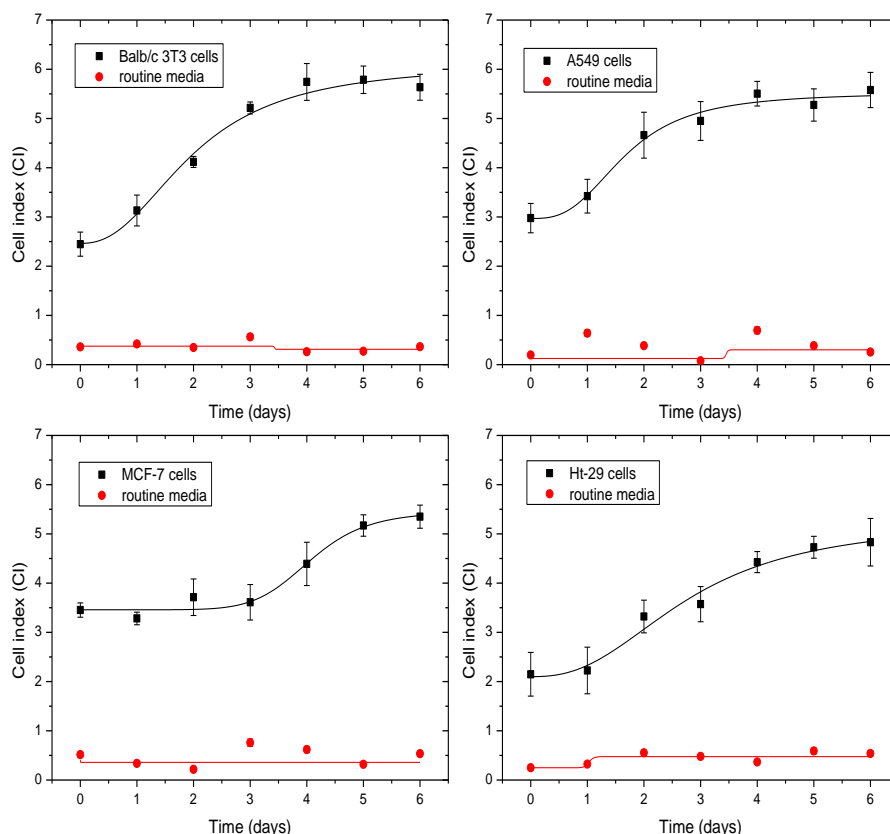 7
6
5
4
3
2
1
0
Cell index (CI)
Balb/c 3T3 cells
routine media
0 1 2 3 4 5 6
Time (days)
7
6
5
4
3
2
1
0
Cell index (CI)
A549 cells
routine media
0 1 2 3 4 5 6
Time (days)
7
6
5
4
3
2
1
0
Cell index (CI)
MCF-7 cells
routine media
0 1 2 3 4 5 6
Time (days)
7
6
5
4
3
2
1
0
Cell index (CI)
Ht-29 cells
routine media
0 1 2 3 4 5 6
Time (days)